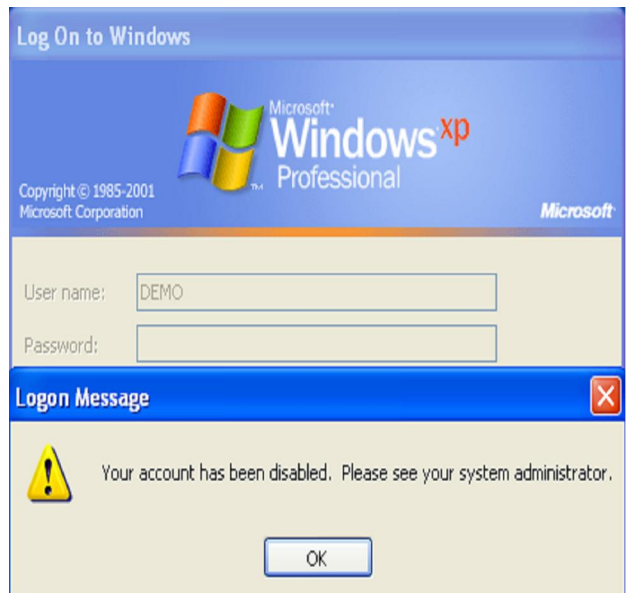 Log On to Windows
Microsoft
Windows xp
Professional
TM
Copyright © 1985-2001
Microsoft Corporation
Microsoft
User name: DEMO
Password:
Logon Message
Your account has been disabled. Please see your system administrator.
OK